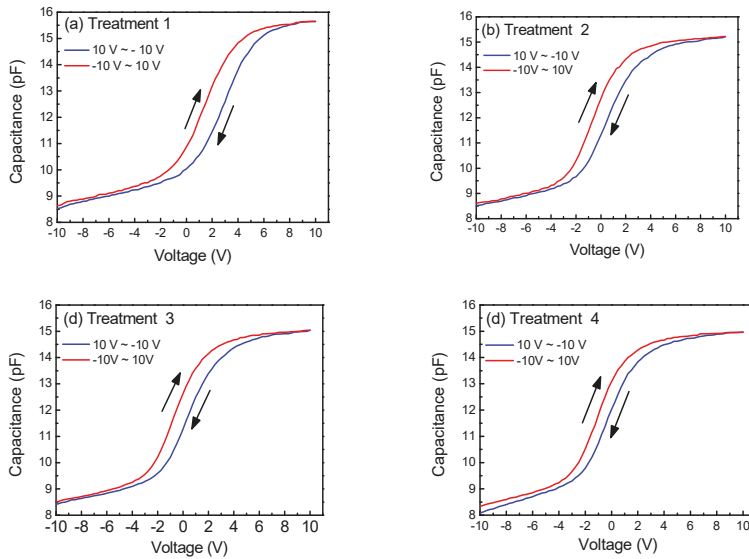 (a) Treatment 1
10 V ~ - 10 V
-10 V ~ 10 V
Capacitance (pF)
16
15
14
13
12
11
10
9
8
-10 -8 -6 -4 -2 0 2 4 6 8 10
Voltage (V)
(b) Treatment 2
10 V ~ -10 V
-10V ~ 10V
Capacitance (pF)
16
15
14
13
12
11
10
9
8
-10 -8 -6 -4 -2 0 2 4 6 8 10
Voltage (V)
(d) Treatment 3
10 V ~ -10 V
-10V ~ 10V
Capacitance (pF)
16
15
14
13
12
11
10
9
8
-10 -8 -6 -4 -2 0 2 4 6 8 10
Voltage (V)
(d) Treatment 4
10 V ~ -10 V
-10V ~ 10V
Capacitance (pF)
16
15
14
13
12
11
10
9
8
-10 -8 -6 -4 -2 0 2 4 6 8 10
Voltage (V)